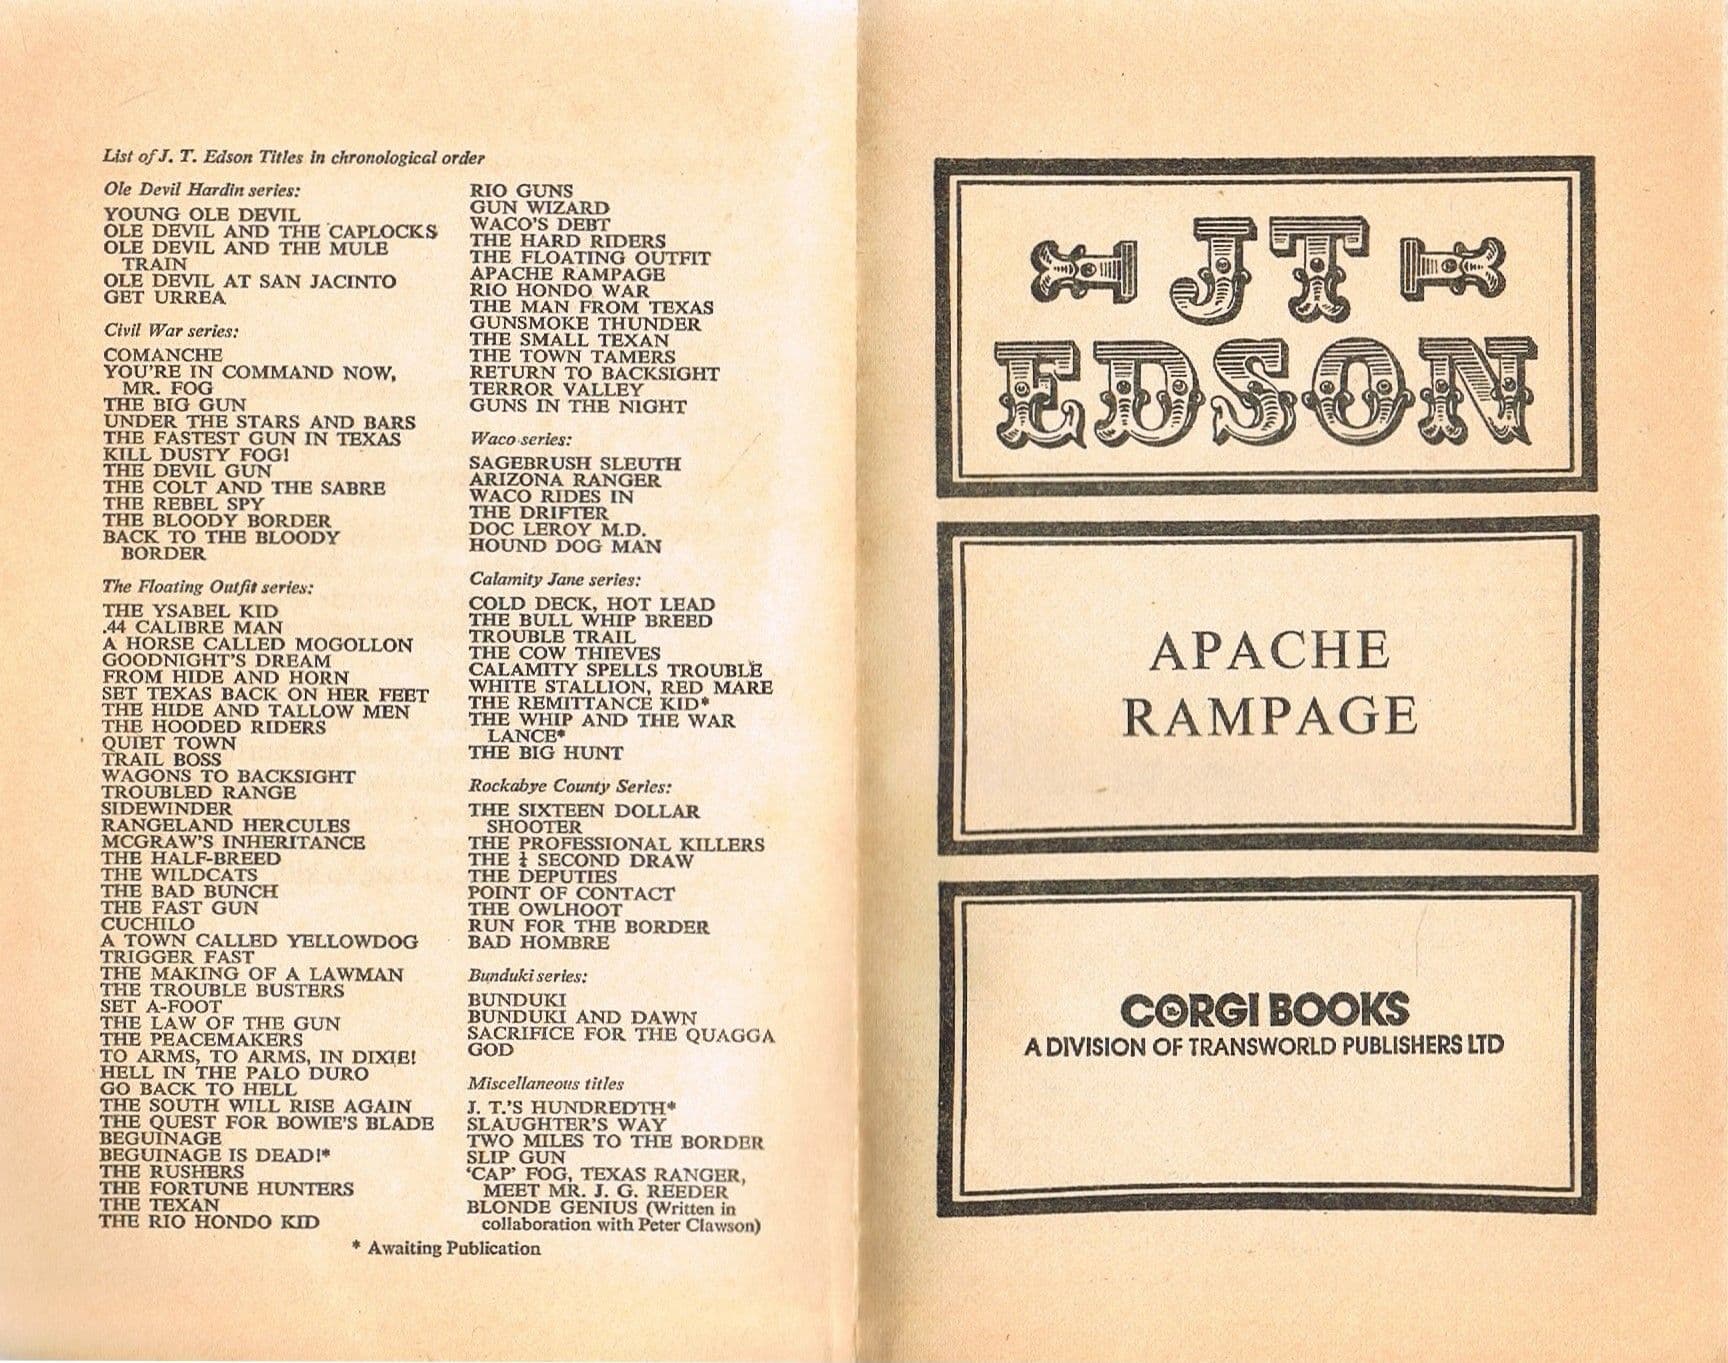 List of J. T. Edson Titles in chronological order
Ole Devil Hardin series:
YOUNG OLE DEVIL
OLE DEVIL AND THE CAPLOCKS
OLE DEVIL AND THE MULE
TRAIN
OLE DEVIL AT SAN JACINTO
GET URREA
Civil War series:
COMANCHE
YOU'RE IN COMMAND NOW,
MR. FOG
THE BIG GUN
UNDER THE STARS AND BARS
THE FASTEST GUN IN TEXAS
KILL DUSTY FOG!
THE DEVIL GUN
THE COLT AND THE SABRE
THE REBEL SPY
THE BLOODY BORDER
BACK TO THE BLOODY
BORDER
The Floating Outfit series:
THE YSABEL KID
.44 CALIBRE MAN
A HORSE CALLED MOGOLLON
GOODNIGHT'S DREAM
FROM HIDE AND HORN
SET TEXAS BACK ON HER FEET
THE HIDE AND TALLOW MEN
THE HOODED RIDERS
QUIET TOWN
TRAIL BOSS
WAGONS TO BACKSIGHT
TROUBLED RANGE
SIDEWINDER
RANGELAND HERCULES
MCGRAW'S INHERITANCE
THE HALF-BREED
THE WILDCATS
THE BAD BUNCH
THE FAST GUN
CUCHILO
A TOWN CALLED YELLOWDOG
TRIGGER FAST
THE MAKING OF A LAWMAN
THE TROUBLE BUSTERS
SET A-FOOT
THE LAW OF THE GUN
THE PEACEMAKERS
TO ARMS, TO ARMS, IN DIXIE!
HELL IN THE PALO DURO
GO BACK TO HELL
THE SOUTH WILL RISE AGAIN
THE QUEST FOR BOWIE'S BLADE
BEGUINAGE
BEGUINAGE IS DEAD!*
THE RUSHERS
THE FORTUNE HUNTERS
THE TEXAN
THE RIO HONDO KID
RIO GUNS
GUN WIZARD
WACO'S DEBT
THE HARD RIDERS
THE FLOATING OUTFIT
APACHE RAMPAGE
RIO HONDO WAR
THE MAN FROM TEXAS
GUNSMOKE THUNDER
THE SMALL TEXAN
THE TOWN TAMERS
RETURN TO BACKSIGHT
TERROR VALLEY
GUNS IN THE NIGHT
Waco series:
SAGEBRUSH SLEUTH
ARIZONA RANGER
WACO RIDES IN
THE DRIFTER
DOC LEROY M.D.
HOUND DOG MAN
Calamity Jane series:
COLD DECK, HOT LEAD
THE BULL WHIP BREED
TROUBLE TRAIL
THE COW THIEVES
CALAMITY SPELLS TROUBLE
WHITE STALLION, RED MARE
THE REMITTANCE KID*
THE WHIP AND THE WAR
LANCE*
THE BIG HUNT
Rockabye County Series:
THE SIXTEEN DOLLAR
SHOOTER
THE PROFESSIONAL KILLERS
THE ¼ SECOND DRAW
THE DEPUTIES
POINT OF CONTACT
THE OWLHOOT
RUN FOR THE BORDER
BAD HOMBRE
Bunduki series:
BUNDUKI
BUNDUKI AND DAWN
SACRIFICE FOR THE QUAGGA
GOD
Miscellaneous titles
J. T.'S HUNDREDTH*
SLAUGHTER'S WAY
TWO MILES TO THE BORDER
SLIP GUN
'CAP' FOG, TEXAS RANGER,
MEET MR. J. G. REEDER
BLONDE GENIUS (Written in
collaboration with Peter Clawson)
* Awaiting Publication
JT
EDSON
APACHE
RAMPAGE
CORGI BOOKS
A DIVISION OF TRANSWORLD PUBLISHERS LTD